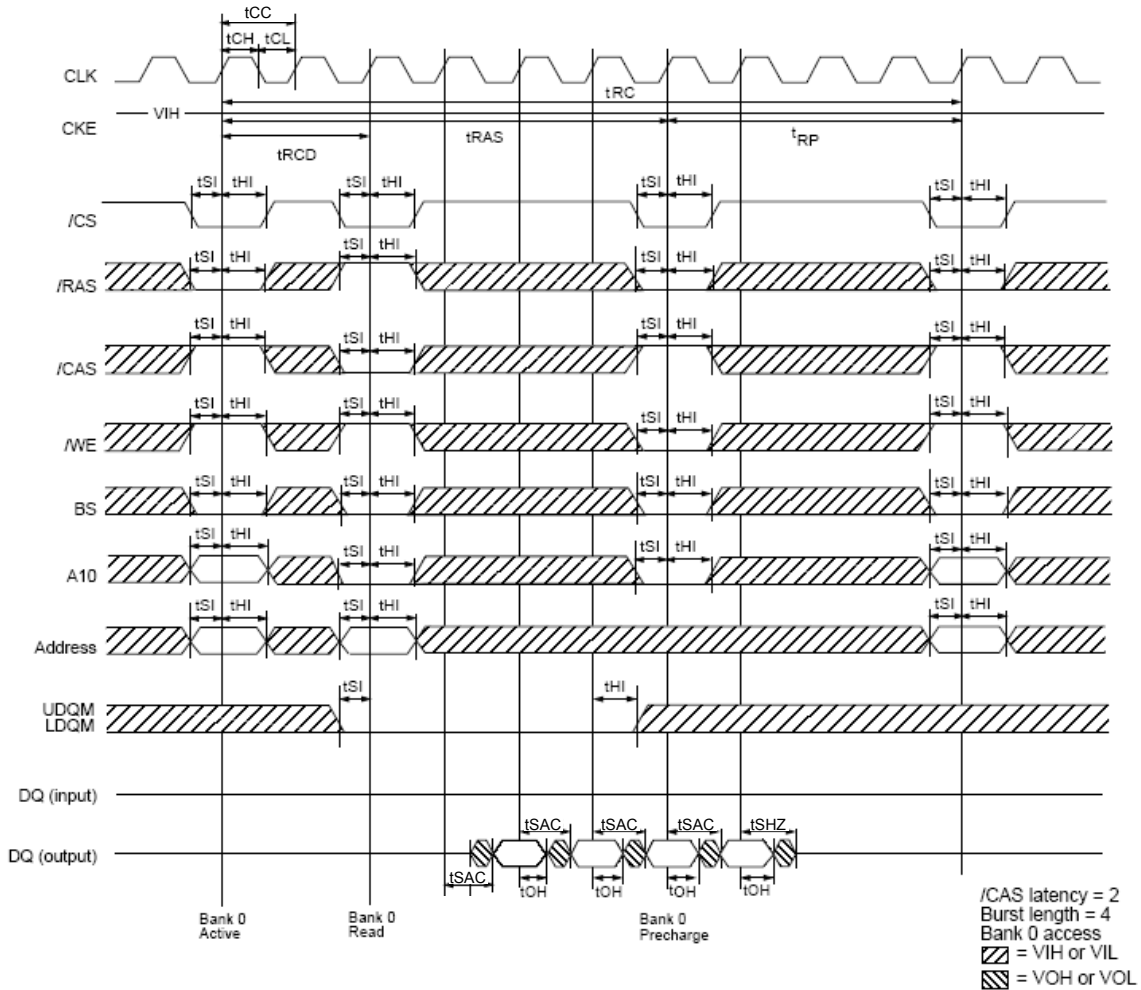 tCC
tCH tCL
CLK
tRC
VIH
CKE
tRAS
tRP
tRCD
tSI tHI tSI tHI tSI tHI tSI tHI
/CS
tSI tHI tSI tHI tSI tHI tSI tHI
/RAS
tSI tHI tSI tHI tSI tHI tSI tHI
/CAS
tSI tHI tSI tHI tSI tHI tSI tHI
/WE
tSI tHI tSI tHI tSI tHI tSI tHI
BS
tSI tHI tSI tHI tSI tHI tSI tHI
A10
tSI tHI tSI tHI tSI tHI
Address
tSI tHI
UDQM
LDQM
DQ (input)
tSAC tSAC tSAC tSHZ
DQ (output)
tSAC tOH tOH tOH tOH
Bank 0
Active
Bank 0
Read
Bank 0
Precharge
/CAS latency = 2
Burst length = 4
Bank 0 access
= VIH or VIL
= VOH or VOL